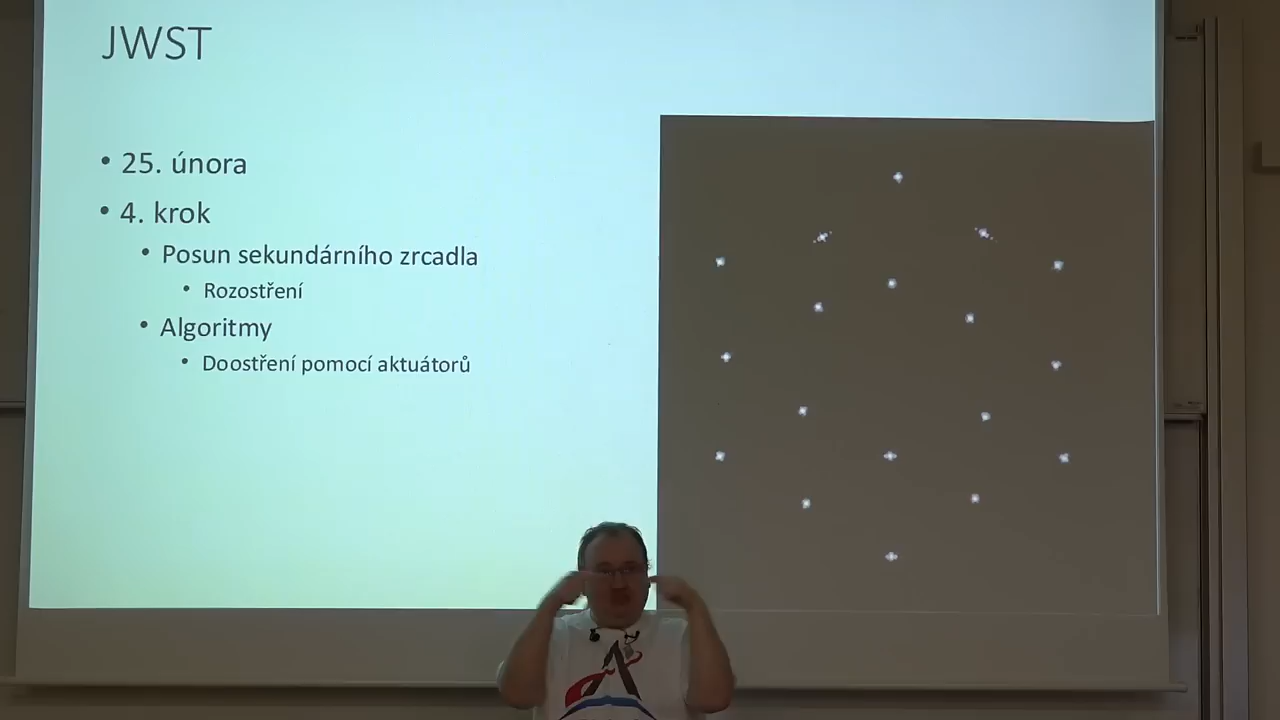 JWST
• 25. února
• 4. krok
• Posun sekundárního zrcadla
• Rozostření
• Algoritmy
• Doostření pomocí aktuátorů